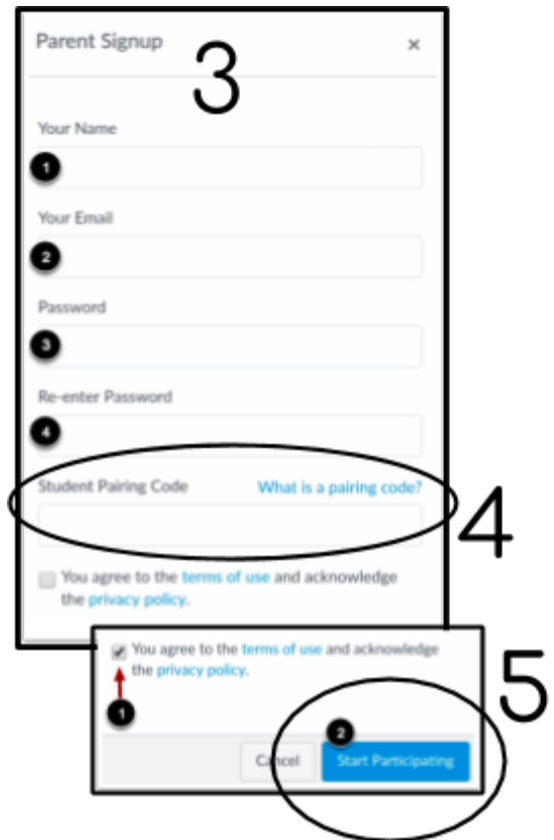 Parent Signup ×
3
Your Name
1
Your Email
2
Password
3
Re-enter Password
4
Student Pairing Code What is a pairing code?
4
You agree to the terms of use and acknowledge
the privacy policy.
5
You agree to the terms of use and acknowledge
the privacy policy.
1
2
Cancel Start Participating